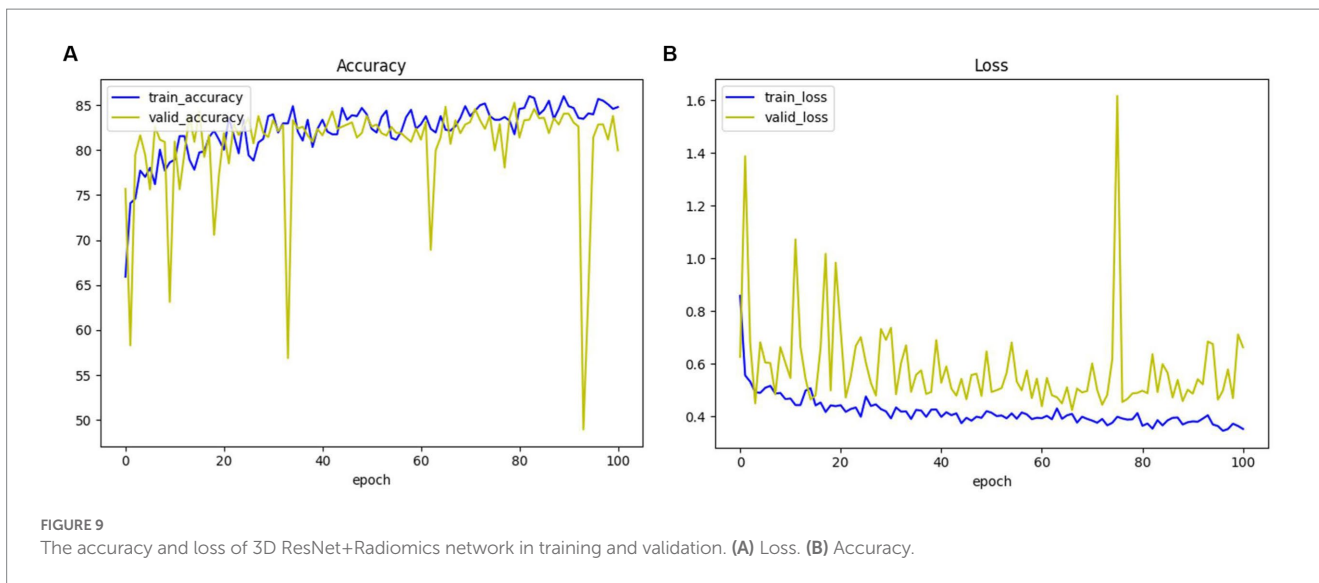 A
Accuracy
train_accuracy
valid_accuracy
85
80
75
70
65
60
55
50
0
20
40
60
80
100
epoch
B
Loss
train_loss
valid_loss
1.6
1.4
1.2
1.0
0.8
0.6
0.4
0
20
40
60
80
100
epoch
FIGURE 9
The accuracy and loss of 3D ResNet+Radiomics network in training and validation. (A) Loss. (B) Accuracy.